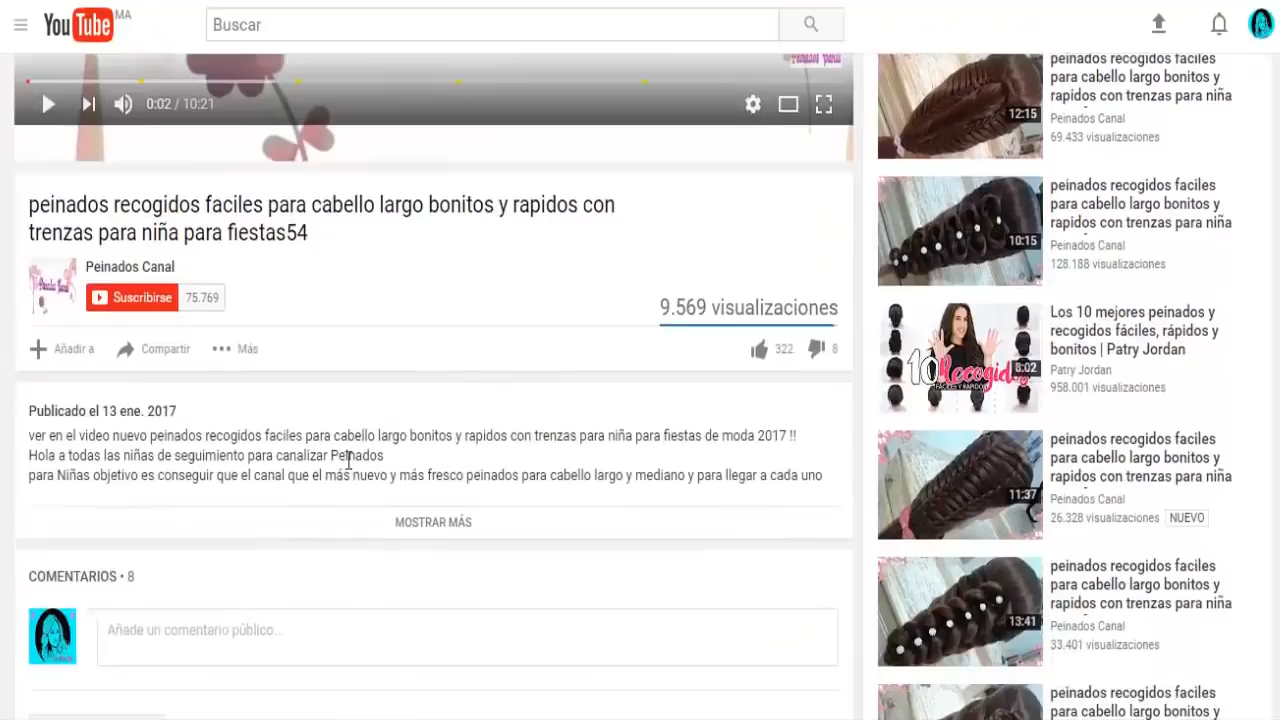 YouTube MA
Buscar
0:02 / 10:21
peinados recogidos faciles para cabello largo bonitos y rapidos con
trenzas para niña para fiestas54
Peinados Canal
Suscribirse 75.769
9.569 visualizaciones
Añadir a Compartir Más 322 8
Publicado el 13 ene. 2017
ver en el video nuevo peinados recogidos faciles para cabello largo bonitos y rapidos con trenzas para niña para fiestas de moda 2017 !!
Hola a todas las niñas de seguimiento para canalizar Peinados
para Niñas objetivo es conseguir que el canal que el más nuevo y más fresco peinados para cabello largo y mediano y para llegar a cada uno
MOSTRAR MÁS
COMENTARIOS • 8
Añade un comentario público...
peinados recogidos faciles
para cabello largo bonitos y
rapidos con trenzas para niña
12:15
Peinados Canal
69.433 visualizaciones
peinados recogidos faciles
para cabello largo bonitos y
rapidos con trenzas para niña
10:15
Peinados Canal
128.188 visualizaciones
Los 10 mejores peinados y
recogidos fáciles, rápidos y
bonitos | Patry Jordan
10 Recogidos
FÁCILES Y RÁPIDOS
8:02
Patry Jordan
958.001 visualizaciones
peinados recogidos faciles
para cabello largo bonitos y
rapidos con trenzas para niña
11:37
Peinados Canal
26.328 visualizaciones NUEVO
peinados recogidos faciles
para cabello largo bonitos y
rapidos con trenzas para niña
13:41
Peinados Canal
33.401 visualizaciones
peinados recogidos faciles
para cabello largo bonitos y